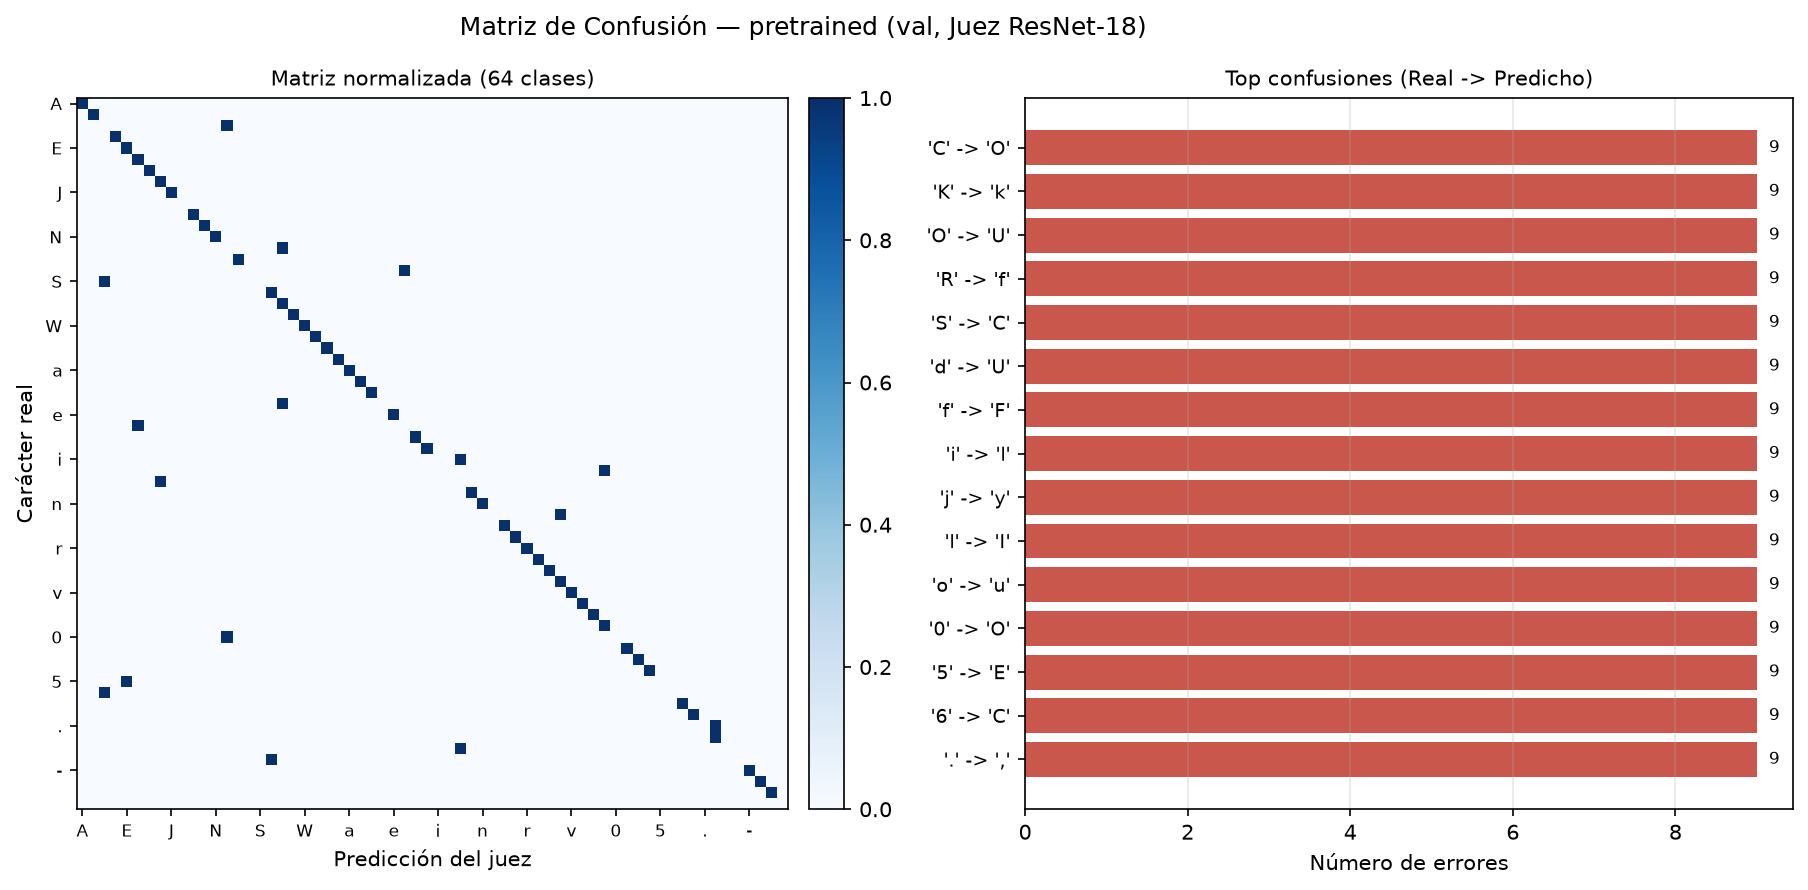 Matriz de Confusión — pretrained (val, Juez ResNet-18)
Matriz normalizada (64 clases)
Carácter real
A
E
J
N
S
W
a
e
i
n
r
v
0
5
.
-
A E J N S W a e i n r v 0 5 . -
Predicción del juez
1.0
0.8
0.6
0.4
0.2
0.0
Top confusiones (Real -> Predicho)
'C' -> 'O' 9
'K' -> 'k' 9
'O' -> 'U' 9
'R' -> 'f' 9
'S' -> 'C' 9
'd' -> 'U' 9
'f' -> 'F' 9
'i' -> 'l' 9
'j' -> 'y' 9
'l' -> 'I' 9
'o' -> 'u' 9
'0' -> 'O' 9
'5' -> 'E' 9
'6' -> 'C' 9
'.' -> ',' 9
0 2 4 6 8
Número de errores